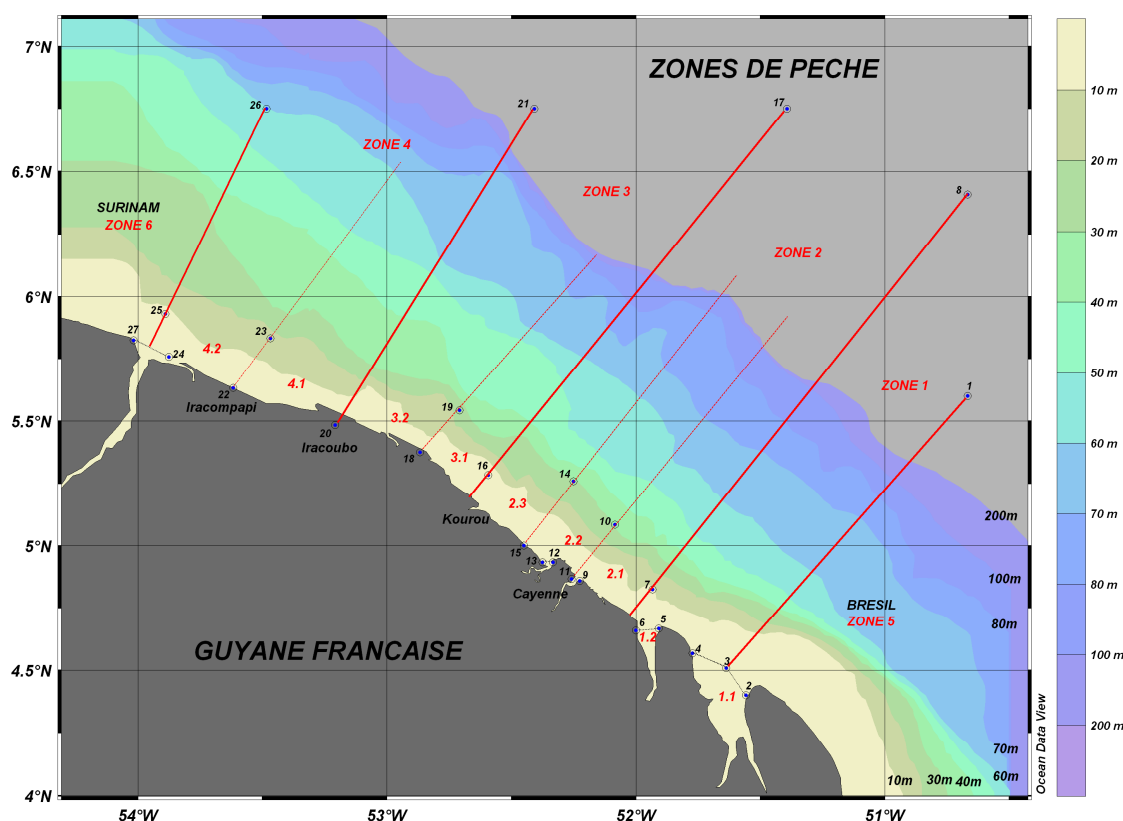 7°N
ZONES DE PECHE
10 m
26
21
17
ZONE 4
20 m
6.5°N
ZONE 3
8
SURINAM
ZONE 6
30 m
ZONE 2
6°N
40 m
25
27
23
24
4.2
50 m
4.1
ZONE 1
1
22
Iracompapi
3.2
19
5.5°N
20
Iracoubo
18
3.1
60 m
16
14
2.3
Kourou
10
70 m
200m
5°N
15
2.2
13
12
11
9
2.1
Cayenne
7
100m
80 m
BRESIL
ZONE 5
80m
6
5
1.2
GUYANE FRANCAISE
4
3
100 m
4.5°N
2
1.1
200 m
Ocean Data View
70m
60m
10m
30m
40m
4°N
54°W
53°W
52°W
51°W